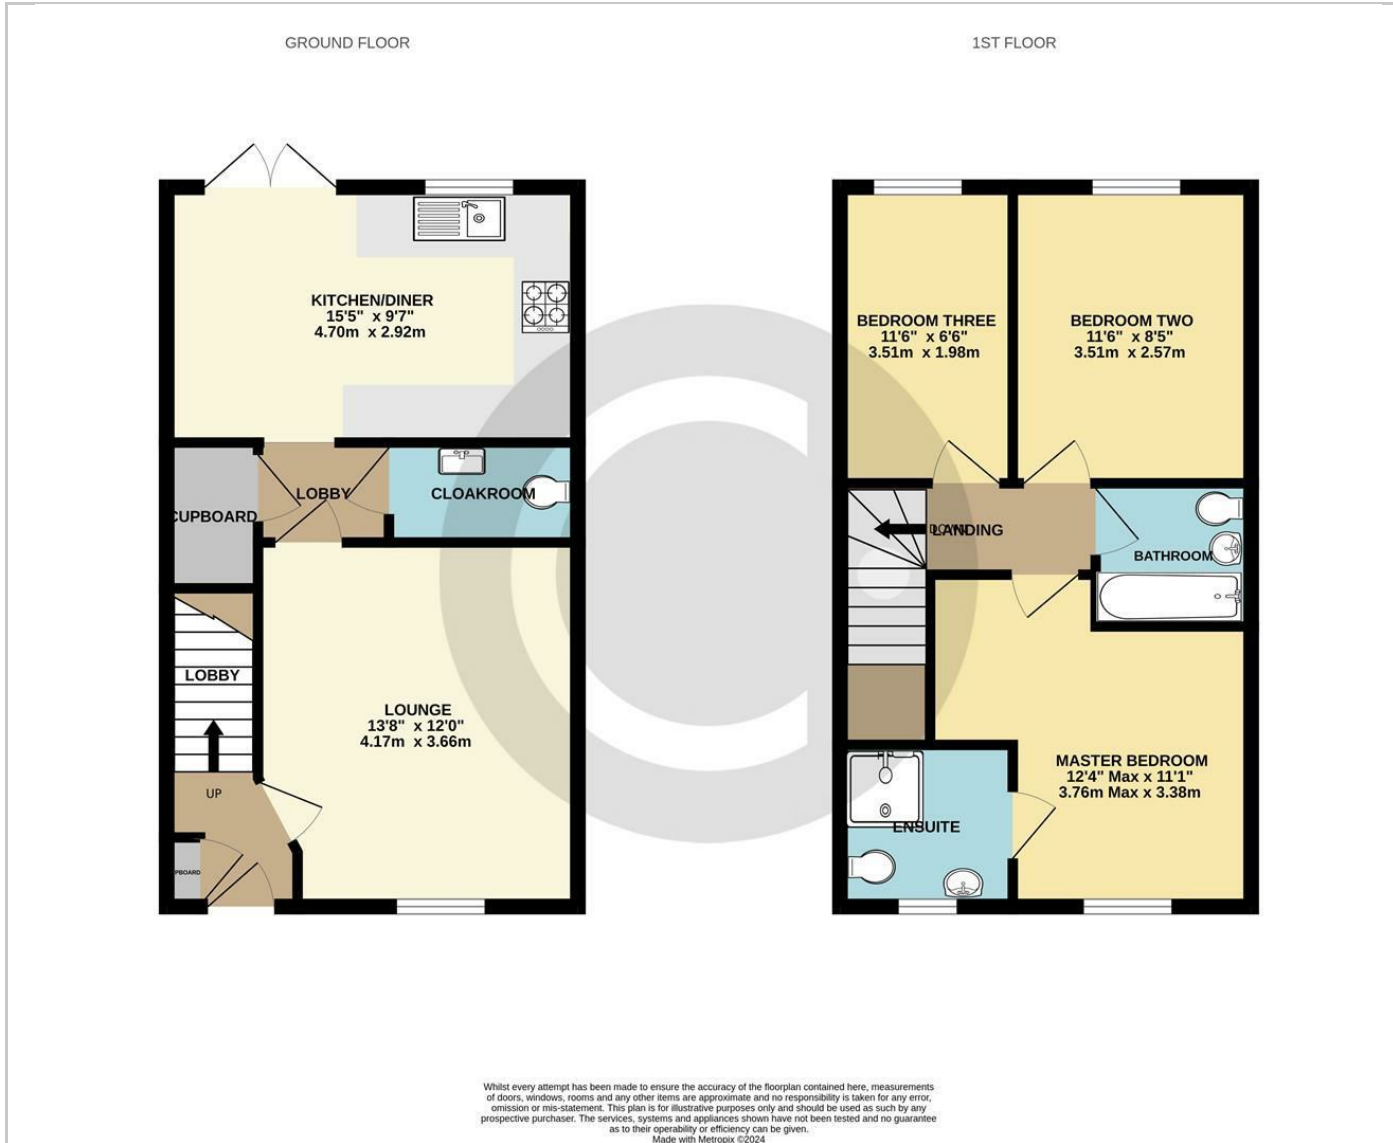 GROUND FLOOR
KITCHEN/DINER
15'5" x 9'7"
4.70m x 2.92m
LOBBY
CLOAKROOM
CUPBOARD
LOBBY
LOUNGE
13'8" x 12'0"
4.17m x 3.66m
UP
PBOARD
1ST FLOOR
BEDROOM THREE
11'6" x 6'6"
3.51m x 1.98m
BEDROOM TWO
11'6" x 8'5"
3.51m x 2.57m
DOWN
LANDING
BATHROOM
MASTER BEDROOM
12'4" Max x 11'1"
3.76m Max x 3.38m
ENSUITE
Whilst every attempt has been made to ensure the accuracy of the floorplan contained here, measurements
of doors, windows, rooms and any other items are approximate and no responsibility is taken for any error,
omission or mis-statement. This plan is for illustrative purposes only and should be used as such by any
prospective purchaser. The services, systems and appliances shown have not been tested and no guarantee
as to their operability or efficiency can be given.
Made with Metropix ©2024